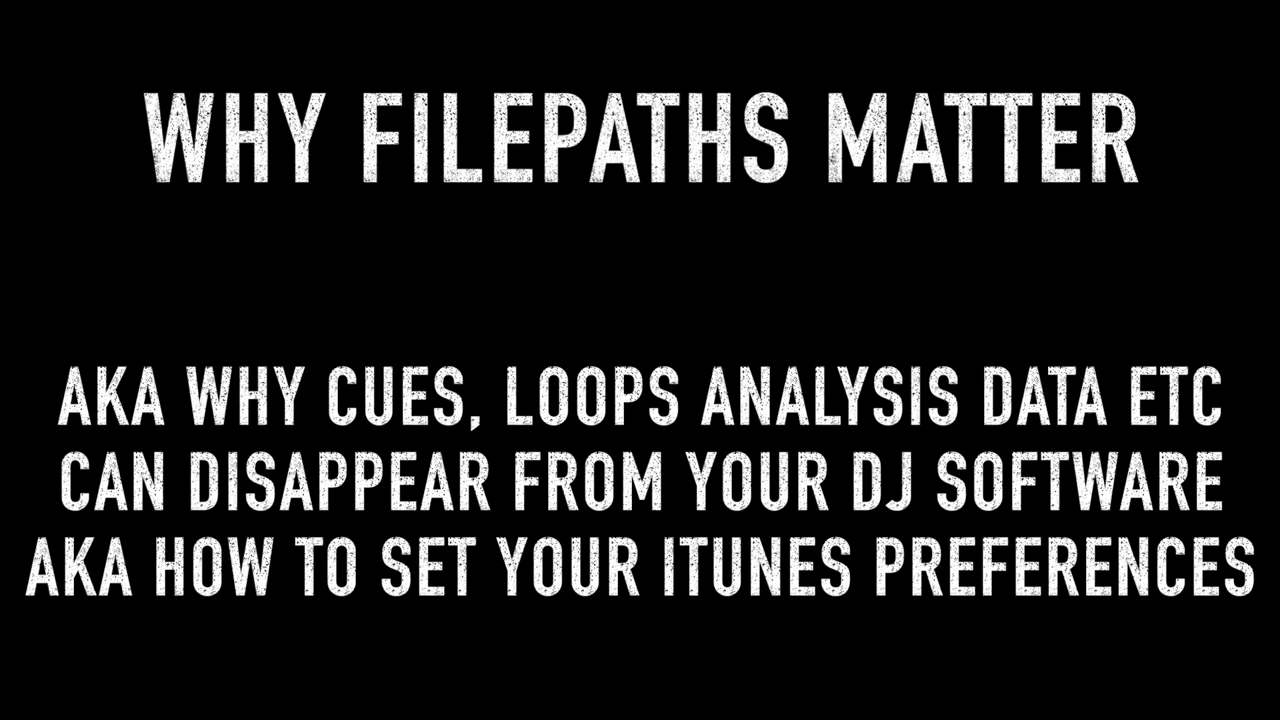 WHY FILEPATHS MATTER
AKA WHY CUES, LOOPS ANALYSIS DATA ETC
CAN DISAPPEAR FROM YOUR DJ SOFTWARE
AKA HOW TO SET YOUR ITUNES PREFERENCES